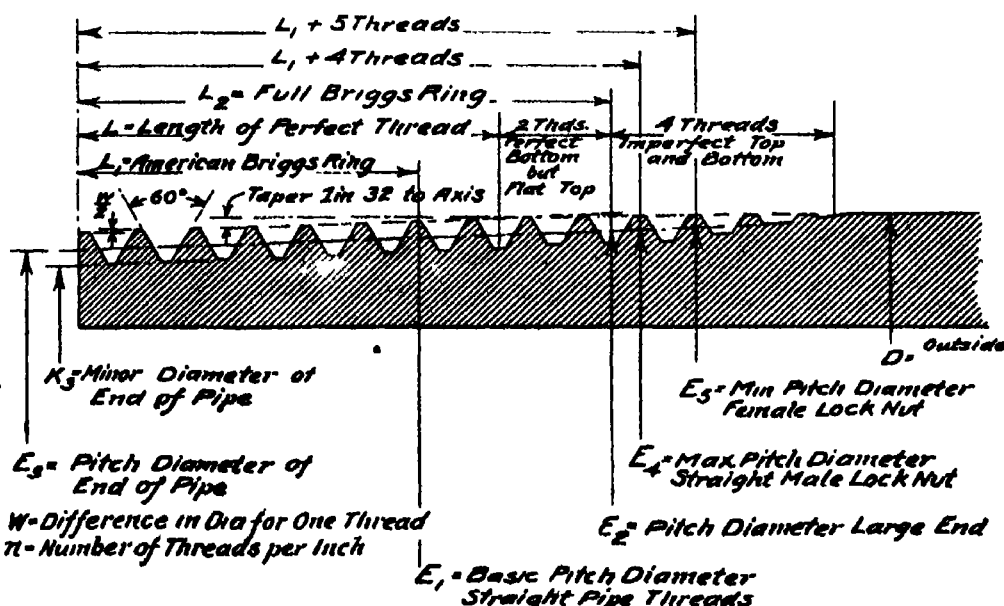 L₁ + 5 Threads
L₁ + 4 Threads
L₂ = Full Briggs Ring
L = Length of Perfect Thread
2 Thds.
Perfect
Bottom
but
Flat Top
4 Threads
Imperfect Top
and Bottom
L₁ = American Briggs Ring
W/2
60°
Taper 1 in 32 to Axis
K₃ = Minor Diameter at
End of Pipe
D = Outside
E₅ = Min Pitch Diameter
Female Lock Nut
E₃ = Pitch Diameter of
End of Pipe
E₄ = Max. Pitch Diameter
Straight Male Lock Nut
W = Difference in Dia for One Thread
n = Number of Threads per Inch
E₂ = Pitch Diameter Large End
E₁ = Basic Pitch Diameter
Straight Pipe Threads